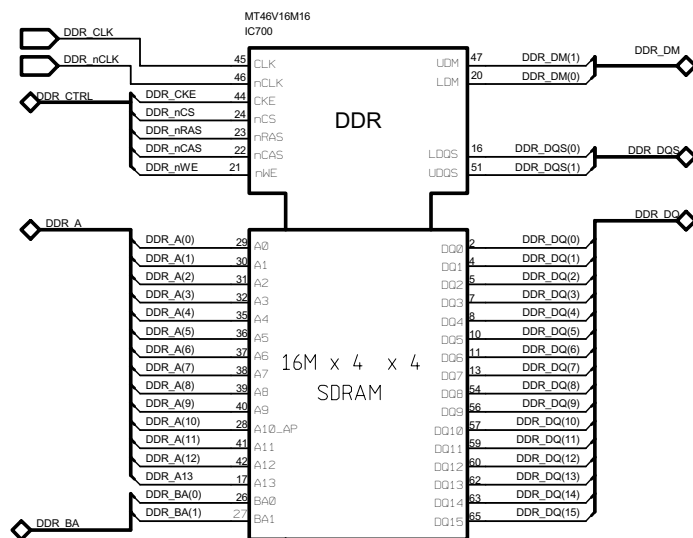 MT46V16M16
IC700
DDR_CLK
DDR_nCLK
DDR_CTRL
DDR_CKE
DDR_nCS
DDR_nRAS
DDR_nCAS
DDR_nWE
45 CLK
46 nCLK
44 CKE
24 nCS
23 nRAS
22 nCAS
21 nWE
DDR
UDM 47 DDR_DM(1)
LDM 20 DDR_DM(0)
DDR_DM
LDQS 16 DDR_DQS(0)
UDQS 51 DDR_DQS(1)
DDR_DQS
DDR_A
DDR_A(0) 29 A0
DDR_A(1) 30 A1
DDR_A(2) 31 A2
DDR_A(3) 32 A3
DDR_A(4) 35 A4
DDR_A(5) 36 A5
DDR_A(6) 37 A6
DDR_A(7) 38 A7
DDR_A(8) 39 A8
DDR_A(9) 40 A9
DDR_A(10) 28 A10_AP
DDR_A(11) 41 A11
DDR_A(12) 42 A12
DDR_A13 17 A13
DDR_BA(0) 26 BA0
DDR_BA(1) 27 BA1
DDR_BA
16M x 4 x 4
SDRAM
DDR_DQ
DQ0 2 DDR_DQ(0)
DQ1 4 DDR_DQ(1)
DQ2 5 DDR_DQ(2)
DQ3 7 DDR_DQ(3)
DQ4 8 DDR_DQ(4)
DQ5 10 DDR_DQ(5)
DQ6 11 DDR_DQ(6)
DQ7 13 DDR_DQ(7)
DQ8 54 DDR_DQ(8)
DQ9 56 DDR_DQ(9)
DQ10 57 DDR_DQ(10)
DQ11 59 DDR_DQ(11)
DQ12 60 DDR_DQ(12)
DQ13 62 DDR_DQ(13)
DQ14 63 DDR_DQ(14)
DQ15 65 DDR_DQ(15)